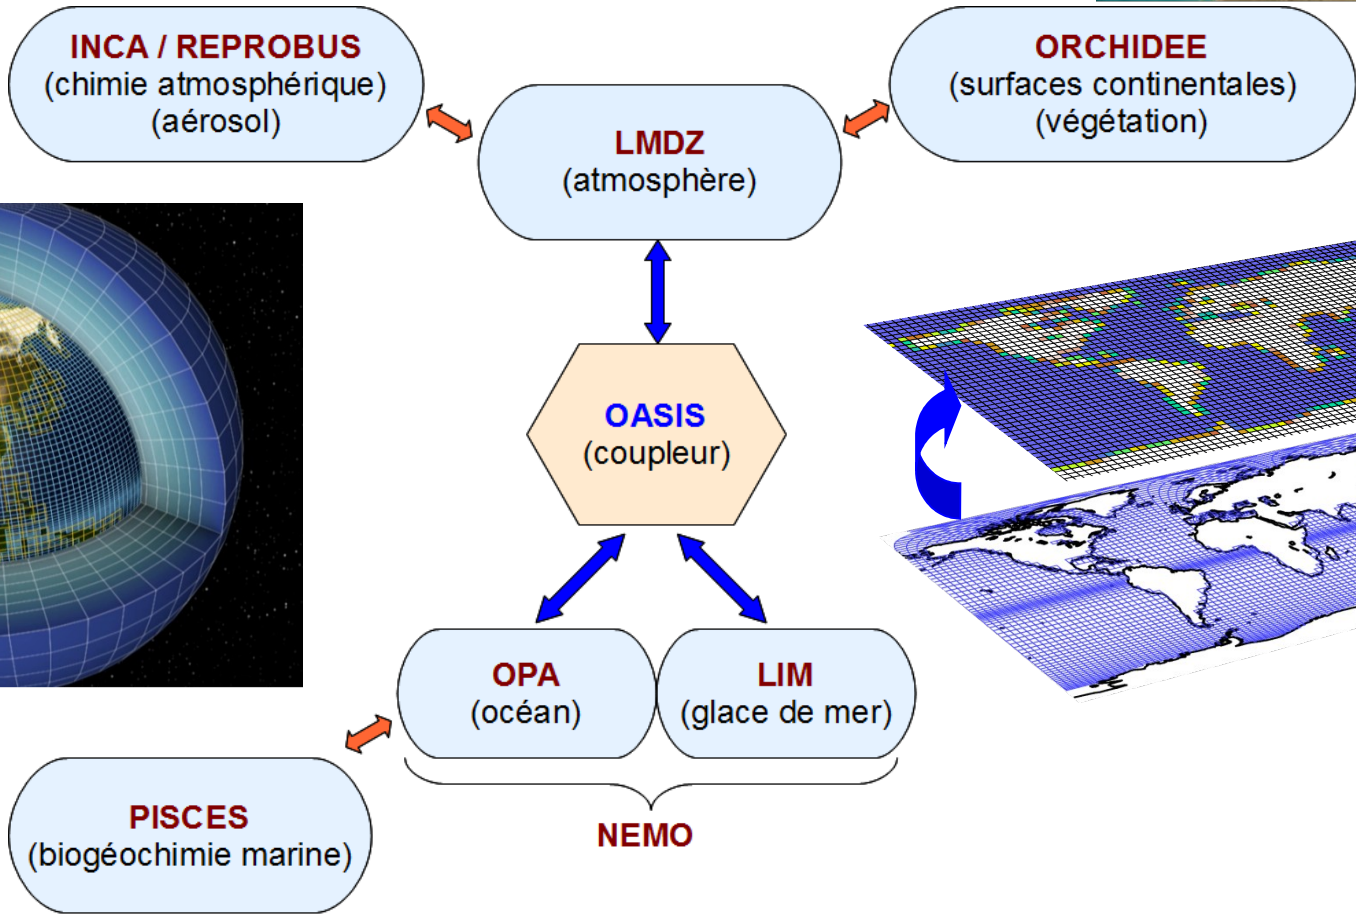 INCA / REPROBUS
(chimie atmosphérique)
(aérosol)
ORCHIDEE
(surfaces continentales)
(végétation)
LMDZ
(atmosphère)
OASIS
(coupleur)
OPA
(océan)
LIM
(glace de mer)
NEMO
PISCES
(biogéochimie marine)